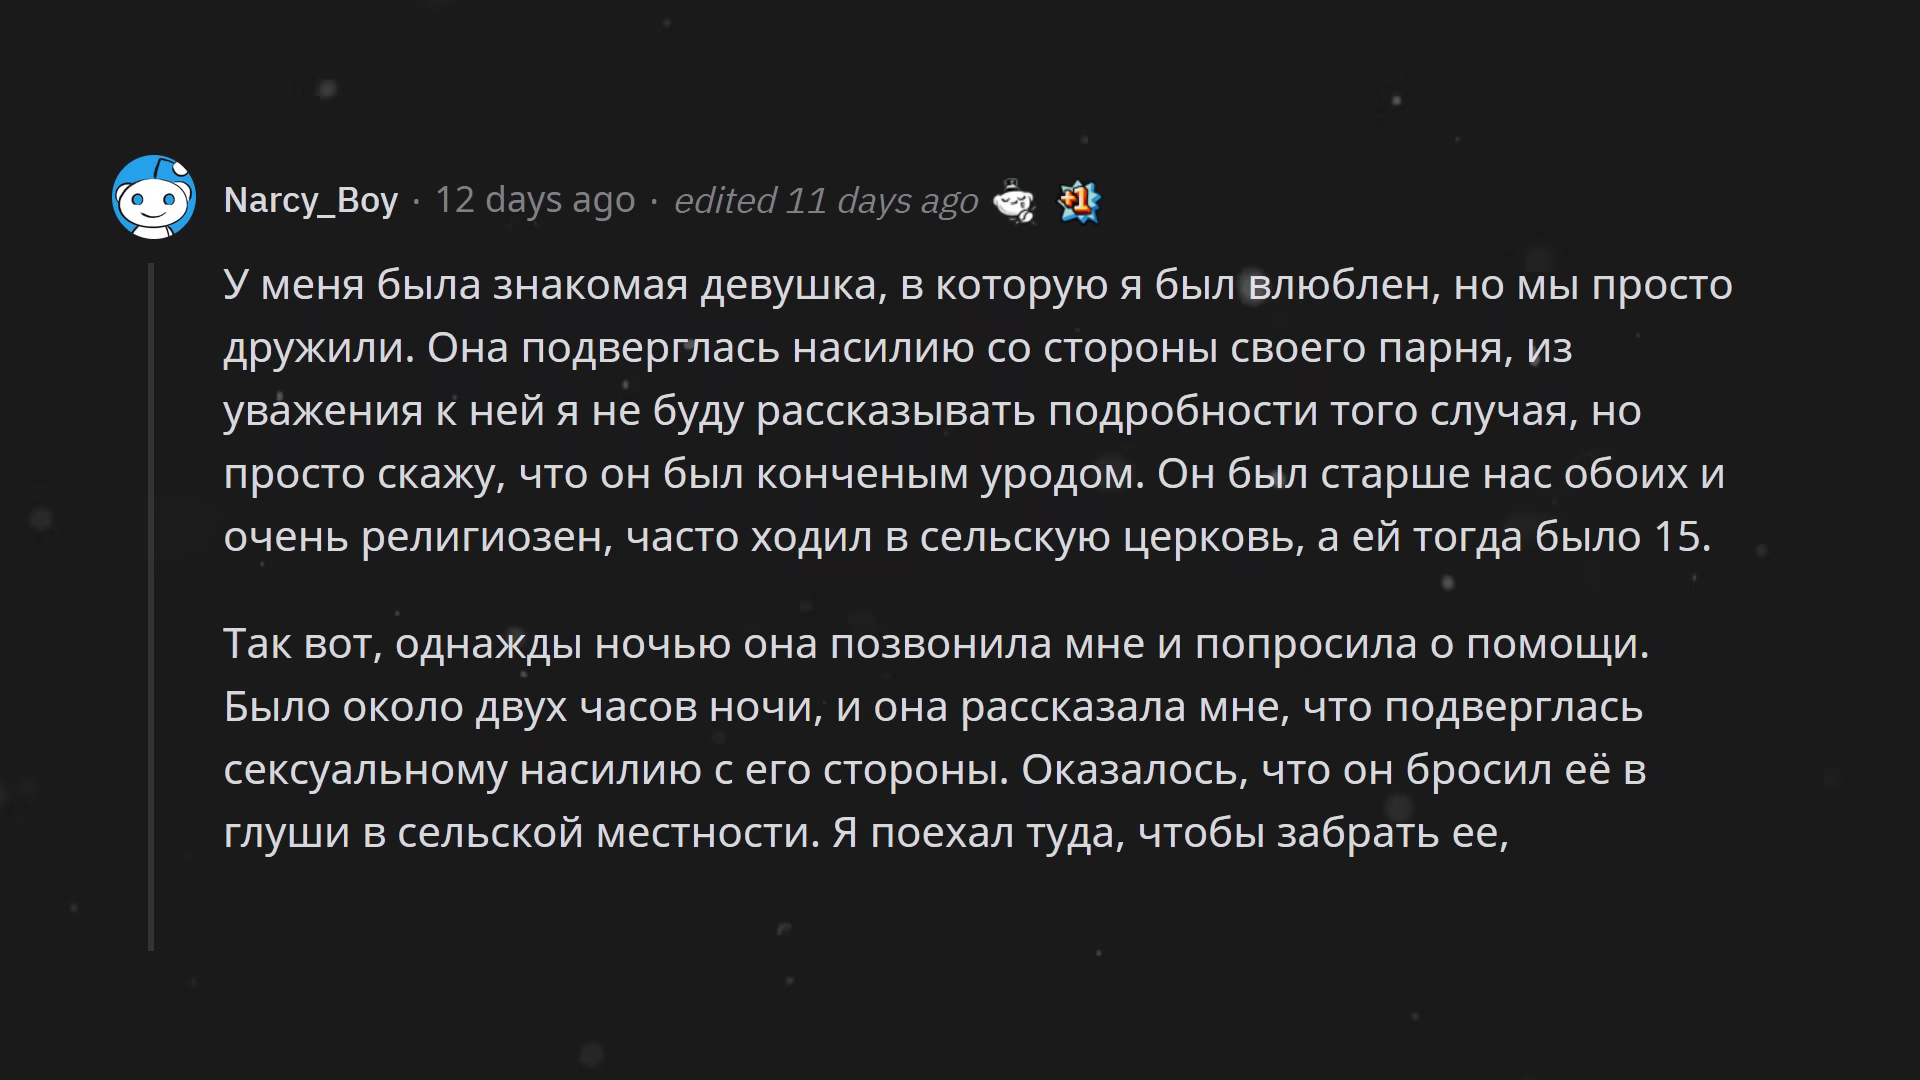 Narcy_Boy · 12 days ago · edited 11 days ago +1
У меня была знакомая девушка, в которую я был влюблен, но мы просто
дружили. Она подверглась насилию со стороны своего парня, из
уважения к ней я не буду рассказывать подробности того случая, но
просто скажу, что он был конченым уродом. Он был старше нас обоих и
очень религиозен, часто ходил в сельскую церковь, а ей тогда было 15.
Так вот, однажды ночью она позвонила мне и попросила о помощи.
Было около двух часов ночи, и она рассказала мне, что подверглась
сексуальному насилию с его стороны. Оказалось, что он бросил её в
глуши в сельской местности. Я поехал туда, чтобы забрать ее,